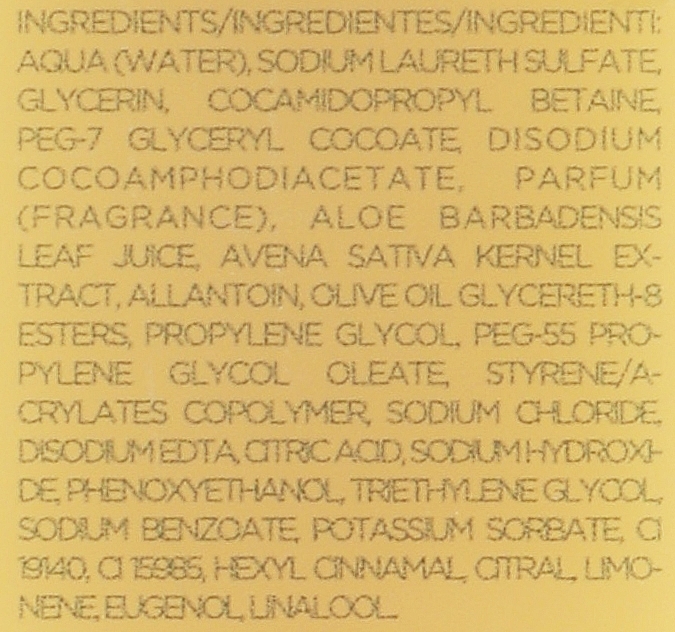 INGREDIENTS/INGREDIENTES/INGREDIENTI:
AQUA (WATER), SODIUM LAURETH SULFATE,
GLYCERIN, COCAMIDOPROPYL BETAINE,
PEG-7 GLYCERYL COCOATE, DISODIUM
COCOAMPHODIACETATE, PARFUM
(FRAGRANCE), ALOE BARBADENSIS
LEAF JUICE, AVENA SATIVA KERNEL EX-
TRACT, ALLANTOIN, OLIVE OIL GLYCERETH-8
ESTERS, PROPYLENE GLYCOL, PEG-55 PRO-
PYLENE GLYCOL OLEATE, STYRENE/A-
CRYLATES COPOLYMER, SODIUM CHLORIDE,
DISODIUM EDTA, CITRIC ACID, SODIUM HYDROXI-
DE, PHENOXYETHANOL, TRIETHYLENE GLYCOL,
SODIUM BENZOATE, POTASSIUM SORBATE, CI
19140, CI 15985, HEXYL CINNAMAL, CITRAL, LIMO-
NENE, EUGENOL, LINALOOL.